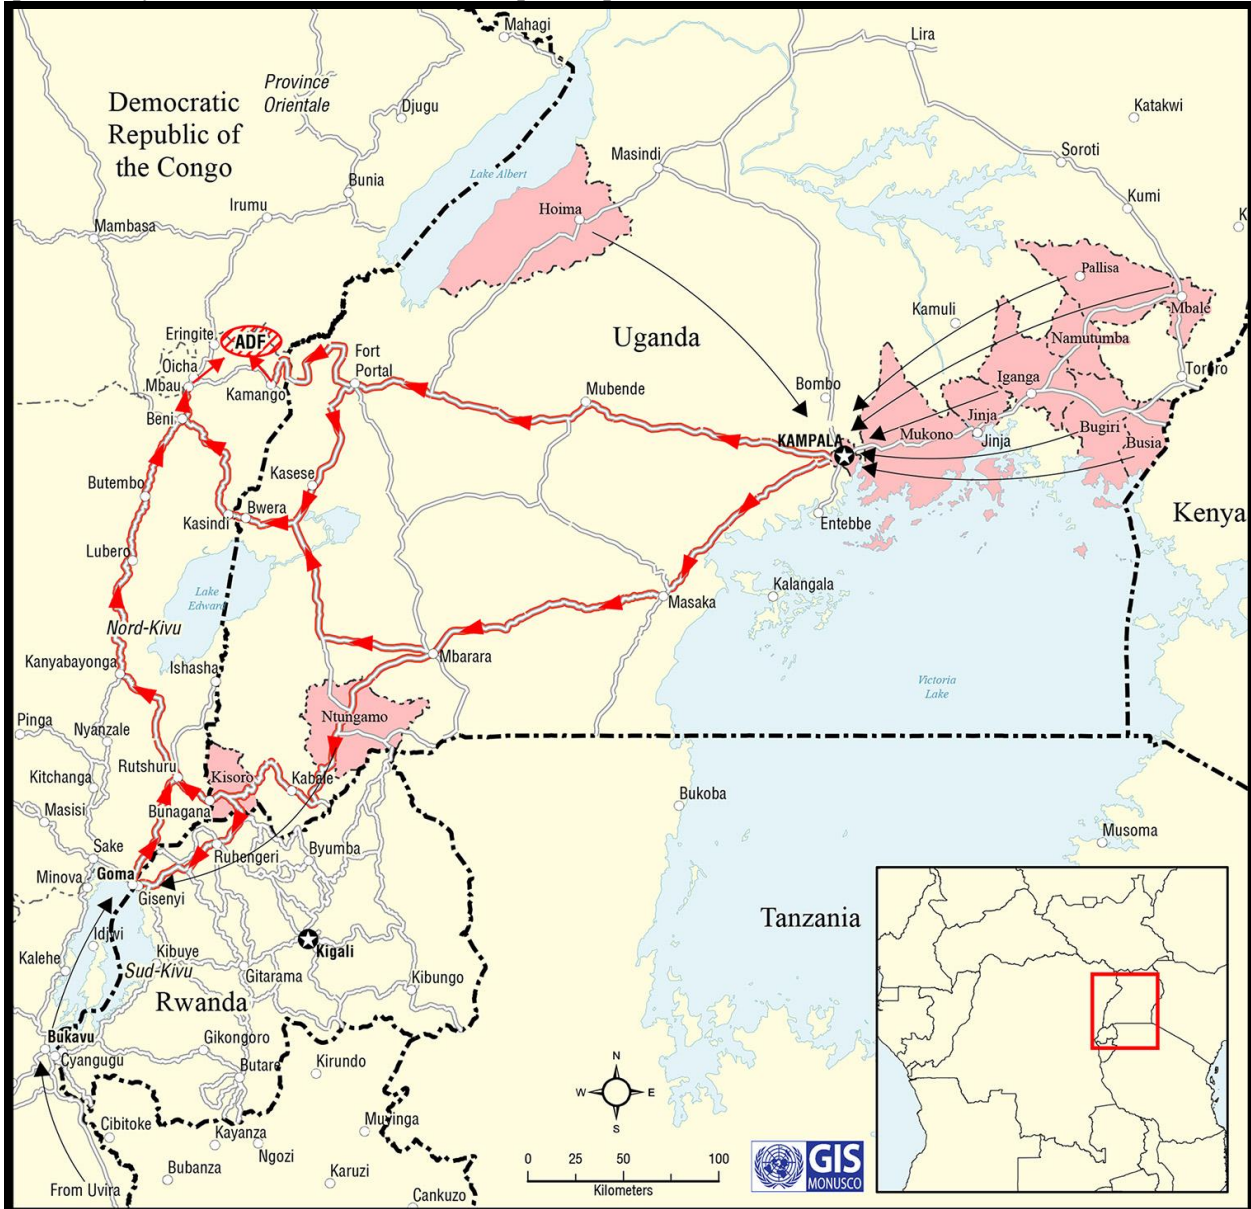 Mahagi
Lira
Province
Orientale
Democratic
Republic of
the Congo
Djugu
Katakwi
Masindi
Soroti
Lake Albert
Bunia
Hoima
Irumu
Kumi
Mambasa
K
Pallisa
Kamuli
Mbale
Eringite
ADF
Uganda
Namutumba
Oicha
Fort
Portal
Mbau
Kamango
Mubende
Bombo
Iganga
Tororo
Beni
KAMPALA
Mukono
Jinja
Jinja
Bugiri
Busia
Butembo
Kasese
Kasindi
Bwera
Entebbe
Kenya
Lubero
Lake
Edward
Kalangala
Masaka
Nord-Kivu
Kanyabayonga
Ishasha
Mbarara
Victoria
Lake
Pinga
Nyanzale
Ntungamo
Rutshuru
Kitchanga
Kisoro
Kabale
Masisi
Bunagana
Bukoba
Musoma
Sake
Ruhengeri
Byumba
Minova
Goma
Gisenyi
Tanzania
Idjwi
Kibuye
Kigali
Kalehe
Sud-Kivu
Gitarama
Kibungo
Rwanda
Bukavu
Gikongoro
Cyangugu
Butare
Kirundo
N
W
E
S
Cibitoke
Kayanza
Muyinga
Ngozi
Bubanza
Karuzi
From Uvira
Cankuzo
0 25 50 100
Kilometers
GIS
MONUSCO